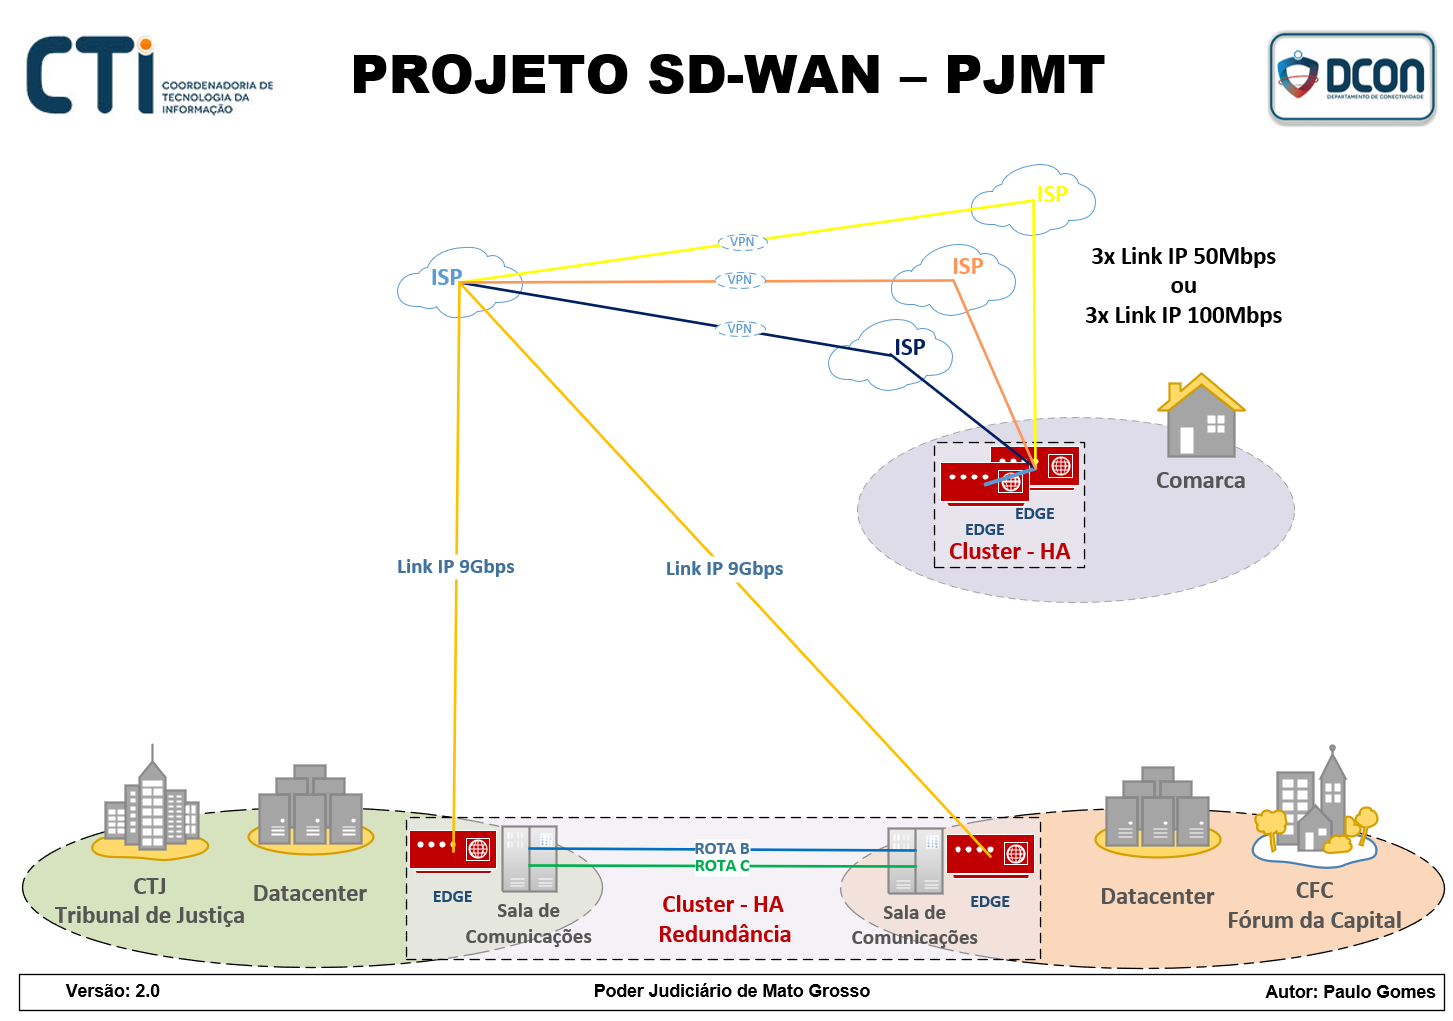 CTi
COORDENADORIA DE
TECNOLOGIA DA
INFORMAÇÃO
PROJETO SD-WAN – PJMT
DCON
DEPARTAMENTO DE CONECTIVIDADE
ISP
VPN
ISP
VPN
ISP
VPN
ISP
3x Link IP 50Mbps
ou
3x Link IP 100Mbps
Comarca
EDGE
EDGE
Cluster - HA
Link IP 9Gbps
Link IP 9Gbps
ROTA B
ROTA C
CTJ
Tribunal de Justiça
Datacenter
EDGE
Sala de
Comunicações
Cluster - HA
Redundância
Sala de
Comunicações
EDGE
Datacenter
CFC
Fórum da Capital
Versão: 2.0
Poder Judiciário de Mato Grosso
Autor: Paulo Gomes